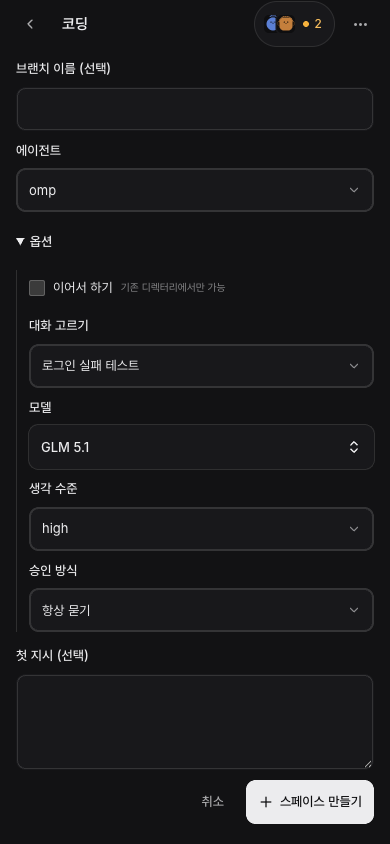 코딩
2
브랜치 이름 (선택)
에이전트
omp
옵션
이어서 하기 기존 디렉터리에서만 가능
대화 고르기
로그인 실패 테스트
모델
GLM 5.1
생각 수준
high
승인 방식
항상 묻기
첫 지시 (선택)
취소
스페이스 만들기